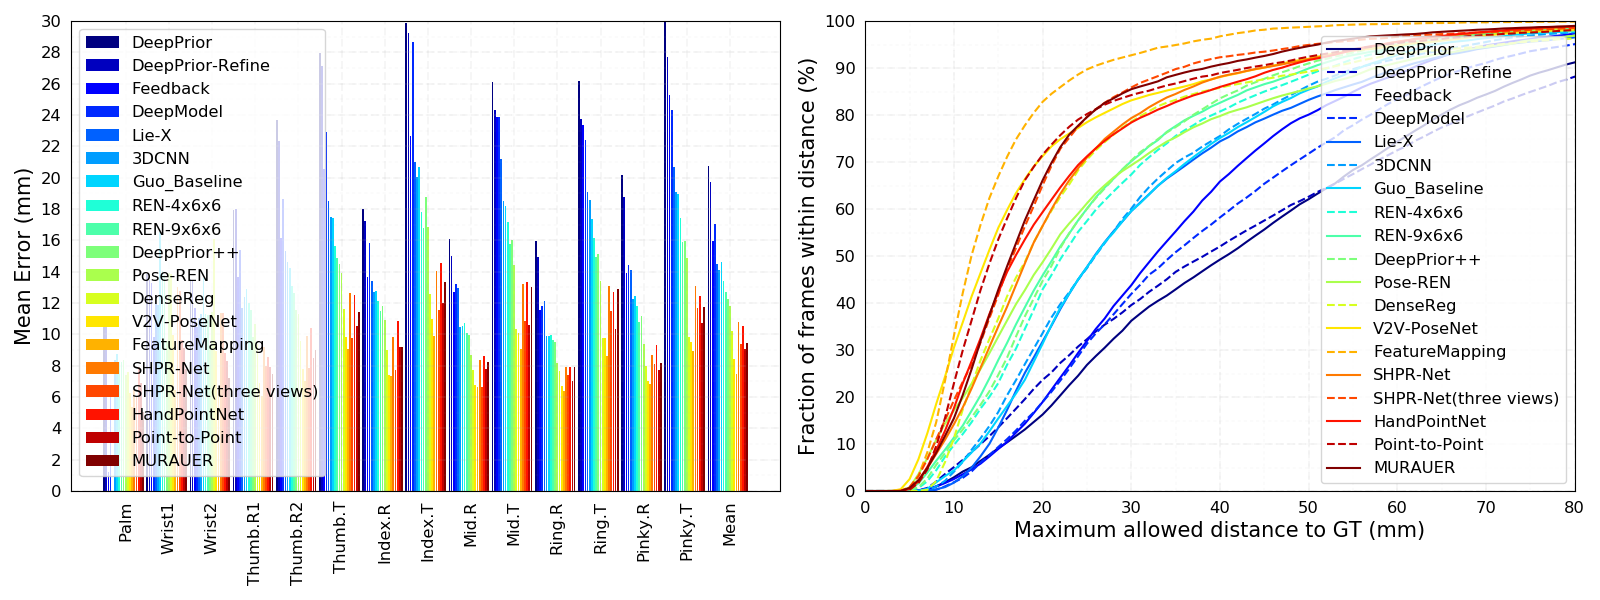 Mean Error (mm)
30
28
26
24
22
20
18
16
14
12
10
8
6
4
2
0
DeepPrior
DeepPrior-Refine
Feedback
DeepModel
Lie-X
3DCNN
Guo_Baseline
REN-4x6x6
REN-9x6x6
DeepPrior++
Pose-REN
DenseReg
V2V-PoseNet
FeatureMapping
SHPR-Net
SHPR-Net(three views)
HandPointNet
Point-to-Point
MURAUER
Palm
Wrist1
Wrist2
Thumb.R1
Thumb.R2
Thumb.T
Index.R
Index.T
Mid.R
Mid.T
Ring.R
Ring.T
Pinky.R
Pinky.T
Mean
Fraction of frames within distance (%)
100
90
80
70
60
50
40
30
20
10
0
DeepPrior
DeepPrior-Refine
Feedback
DeepModel
Lie-X
3DCNN
Guo_Baseline
REN-4x6x6
REN-9x6x6
DeepPrior++
Pose-REN
DenseReg
V2V-PoseNet
FeatureMapping
SHPR-Net
SHPR-Net(three views)
HandPointNet
Point-to-Point
MURAUER
0 10 20 30 40 50 60 70 80
Maximum allowed distance to GT (mm)